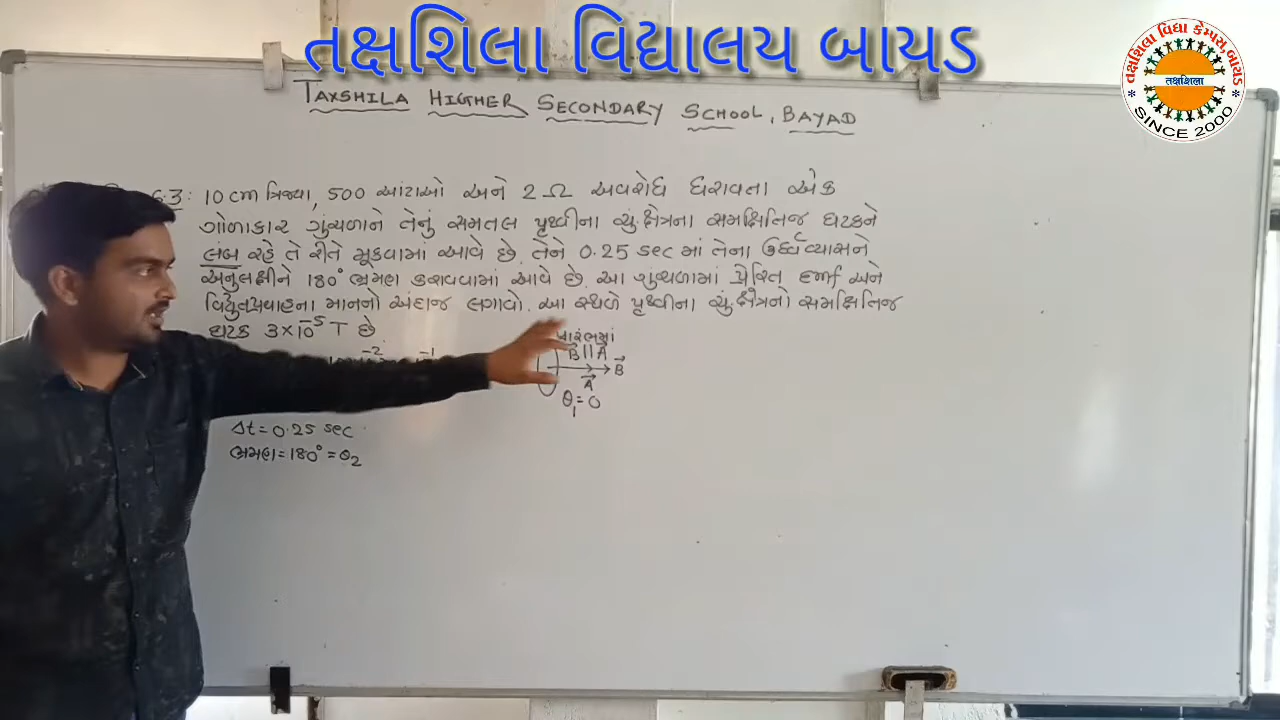 તક્ષશિલા વિદ્યાલય બાયડ
તક્ષશિલા વિદ્યા કેમ્પસ, બાયડ
તક્ષશિલા
* SINCE 2000 *
TAXSHILA HIGHER SECONDARY SCHOOL, BAYAD
6.3 : 10 cm ત્રિજ્યા, 500 આંટાઓ અને 2 Ω અવરોધ ધરાવતા એક
ગોળાકાર ગૂંચળાને તેનું સમતલ પૃથ્વીના ચું.ક્ષેત્રના સમક્ષિતિજ ઘટકને
લંબ રહે તે રીતે મૂકવામાં આવે છે. તેને 0.25 sec માં તેના ઉર્ધ્વવ્યાસને
અનુલક્ષીને 180° ભ્રમણ કરાવવામાં આવે છે. આ ગુંચળામાં પ્રેરિત emf અને
વિદ્યુતપ્રવાહના માનનો અંદાજ લગાવો. આ સ્થળે પૃથ્વીના ચું.ક્ષેત્રનો સમક્ષિતિજ
ઘટક 3×10⁻⁵ T છે
પ્રારંભમાં
B⃗ || A⃗
B⃗
A⃗
θ₁ = 0
Δt = 0.25 sec
ભ્રમણ = 180° = θ₂